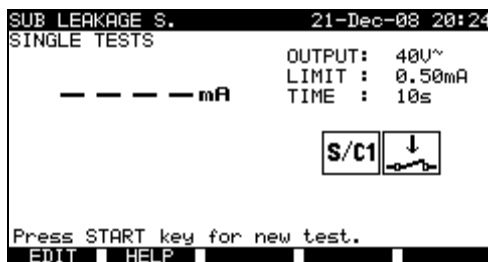 SUB LEAKAGE S. 21-Dec-08 20:24
SINGLE TESTS
OUTPUT: 40V~
LIMIT : 0.50mA
TIME : 10s
– – – – mA
S/C1
Press START key for new test.
EDIT HELP